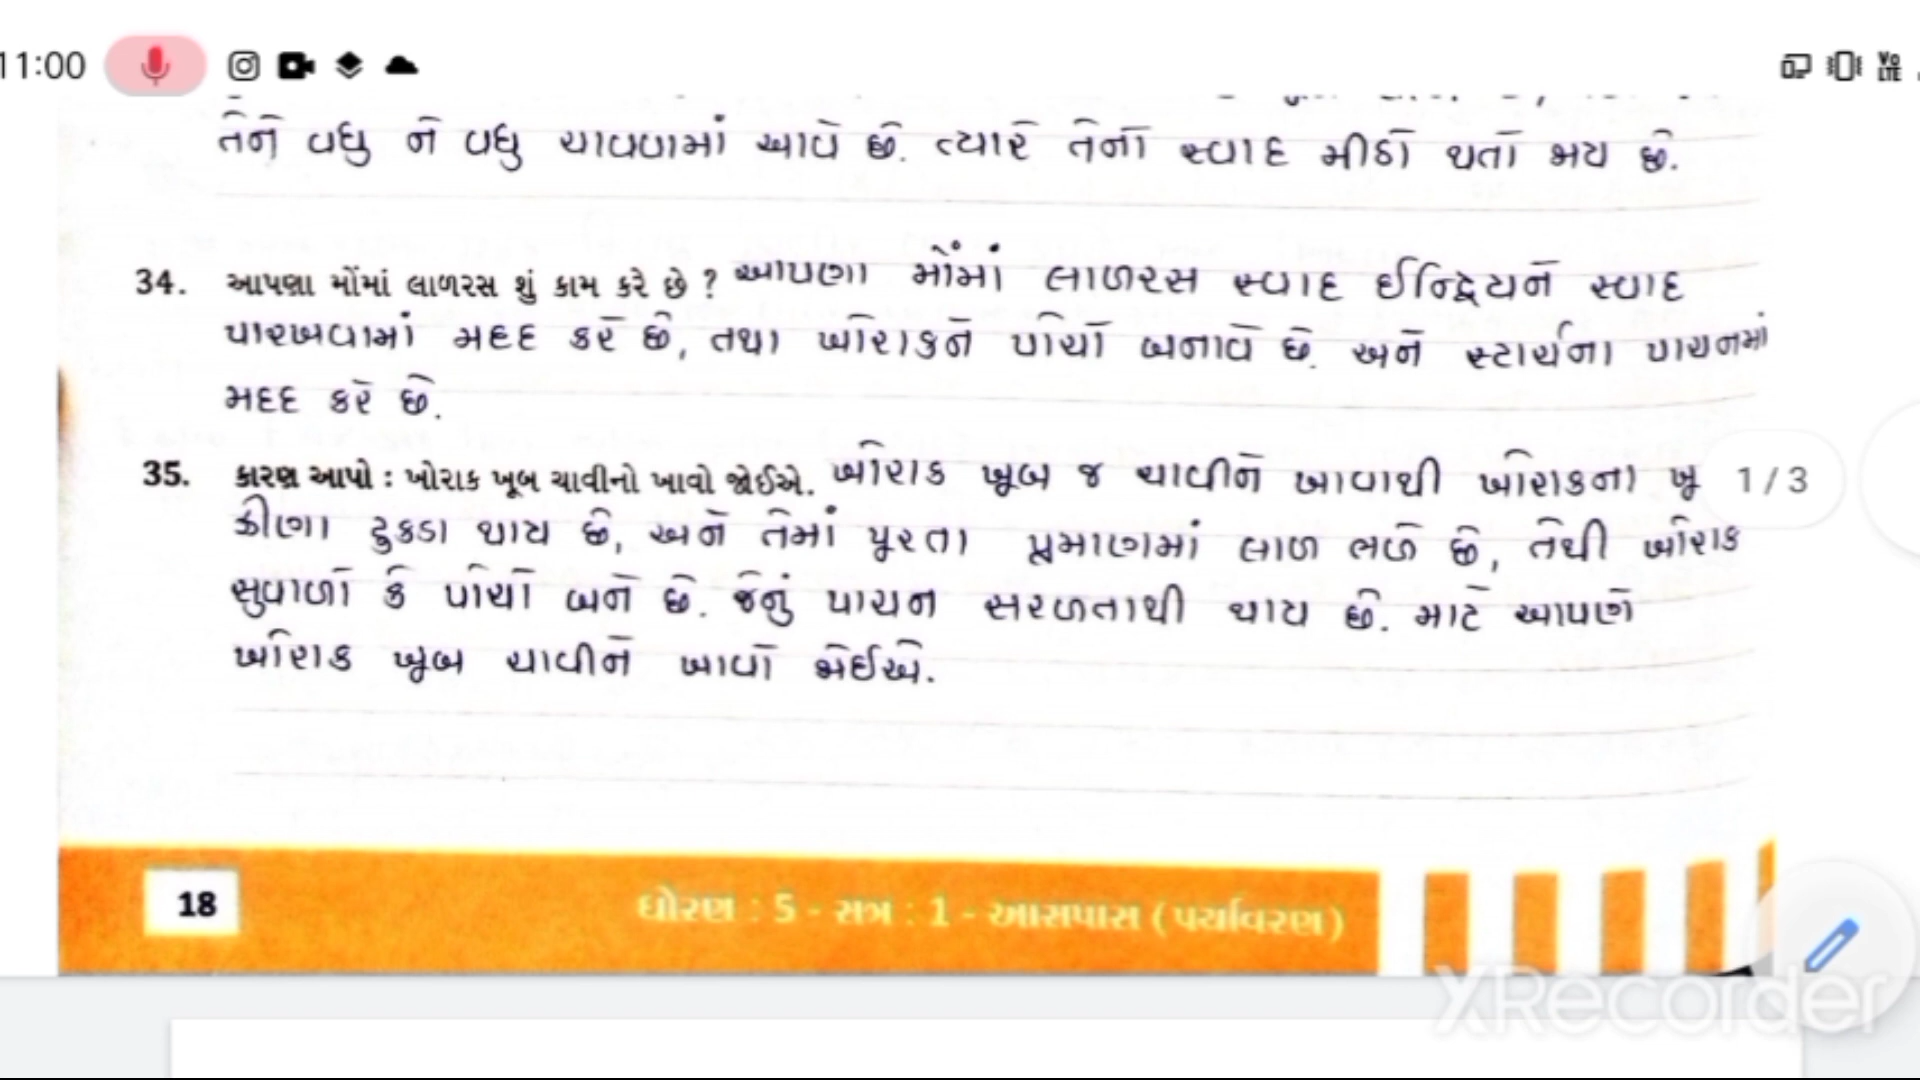 11:00
તેને વધુ ને વધુ ચાવવામાં આવે છે. ત્યારે તેનો સ્વાદ મીઠો થતો જાય છે.
34. આપણા મોંમાં લાળરસ શું કામ કરે છે ? આપણા મોંમાં લાળરસ સ્વાદ ઈન્દ્રિયને સ્વાદ
પારખવામાં મદદ કરે છે, તથા ખોરાકને પોચો બનાવે છે. અને સ્ટાર્ચના પાચનમાં
મદદ કરે છે.
35. કારણ આપો : ખોરાક ખૂબ ચાવીનો ખાવો જોઈએ. ખોરાક ખૂબ જ ચાવીને ખાવાથી ખોરાકના ખૂ 1/3
ઝીણા ટુકડા થાય છે, અને તેમાં પૂરતા પ્રમાણમાં લાળ ભળે છે, તેથી ખોરાક
સુવાળો કે પોચો બને છે. જેનું પાચન સરળતાથી થાય છે. માટે આપણે
ખોરાક ખૂબ ચાવીને ખાવો જોઈએ.
18 ધોરણ : 5 - સત્ર : 1 - આસપાસ (પર્યાવરણ)
XRecorder